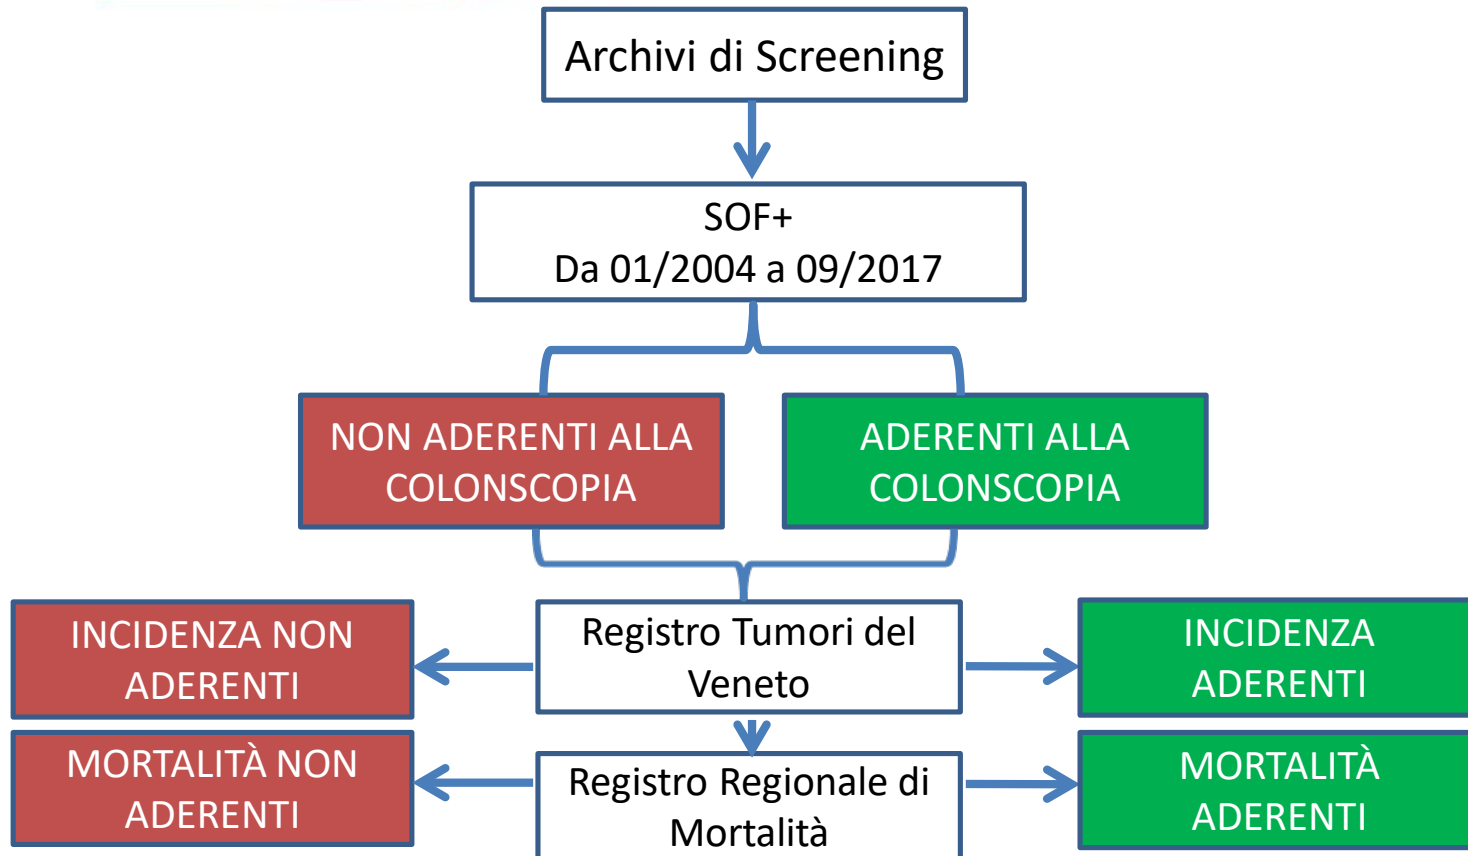 Archivi di Screening
SOF+
Da 01/2004 a 09/2017
NON ADERENTI ALLA
COLONSCOPIA
ADERENTI ALLA
COLONSCOPIA
INCIDENZA NON
ADERENTI
Registro Tumori del
Veneto
INCIDENZA
ADERENTI
MORTALITÀ NON
ADERENTI
Registro Regionale di
Mortalità
MORTALITÀ
ADERENTI